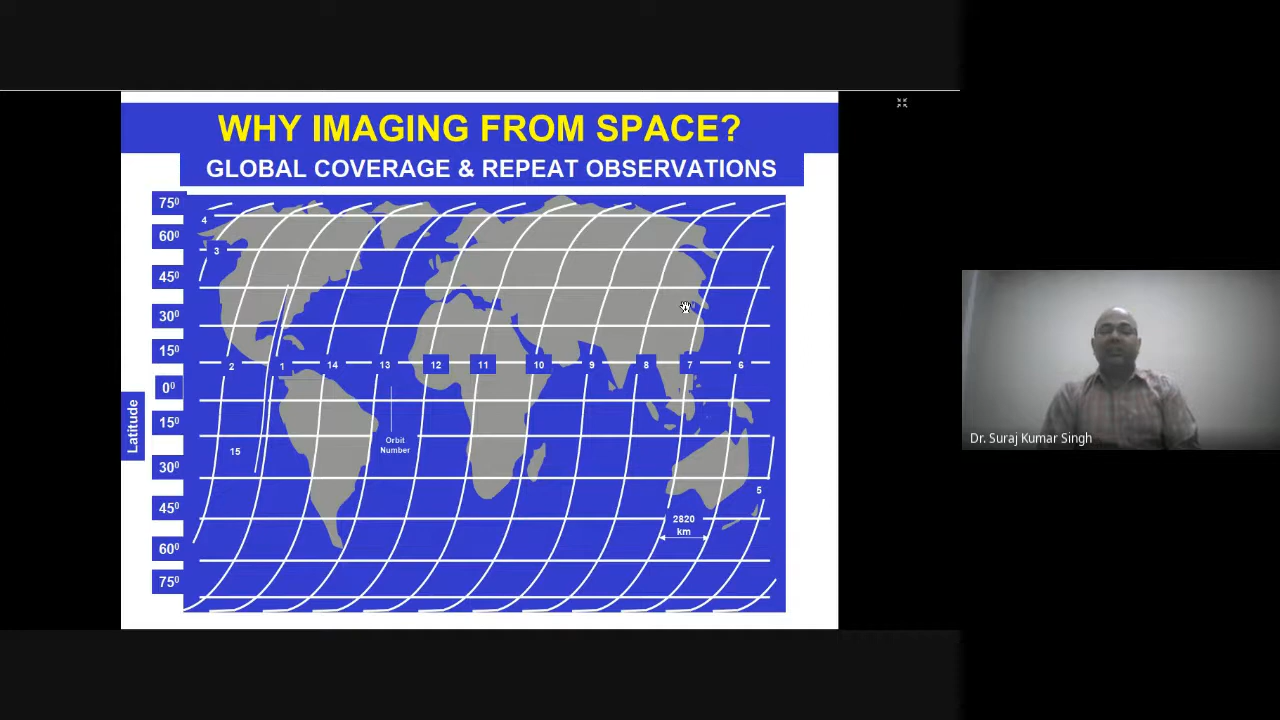 WHY IMAGING FROM SPACE?
GLOBAL COVERAGE & REPEAT OBSERVATIONS
75⁰
60⁰
45⁰
30⁰
15⁰
0⁰
15⁰
30⁰
45⁰
60⁰
75⁰
Latitude
4
3
2 1 14 13 12 11 10 9 8 7 6
Orbit
Number
15
5
2820
km
Dr. Suraj Kumar Singh